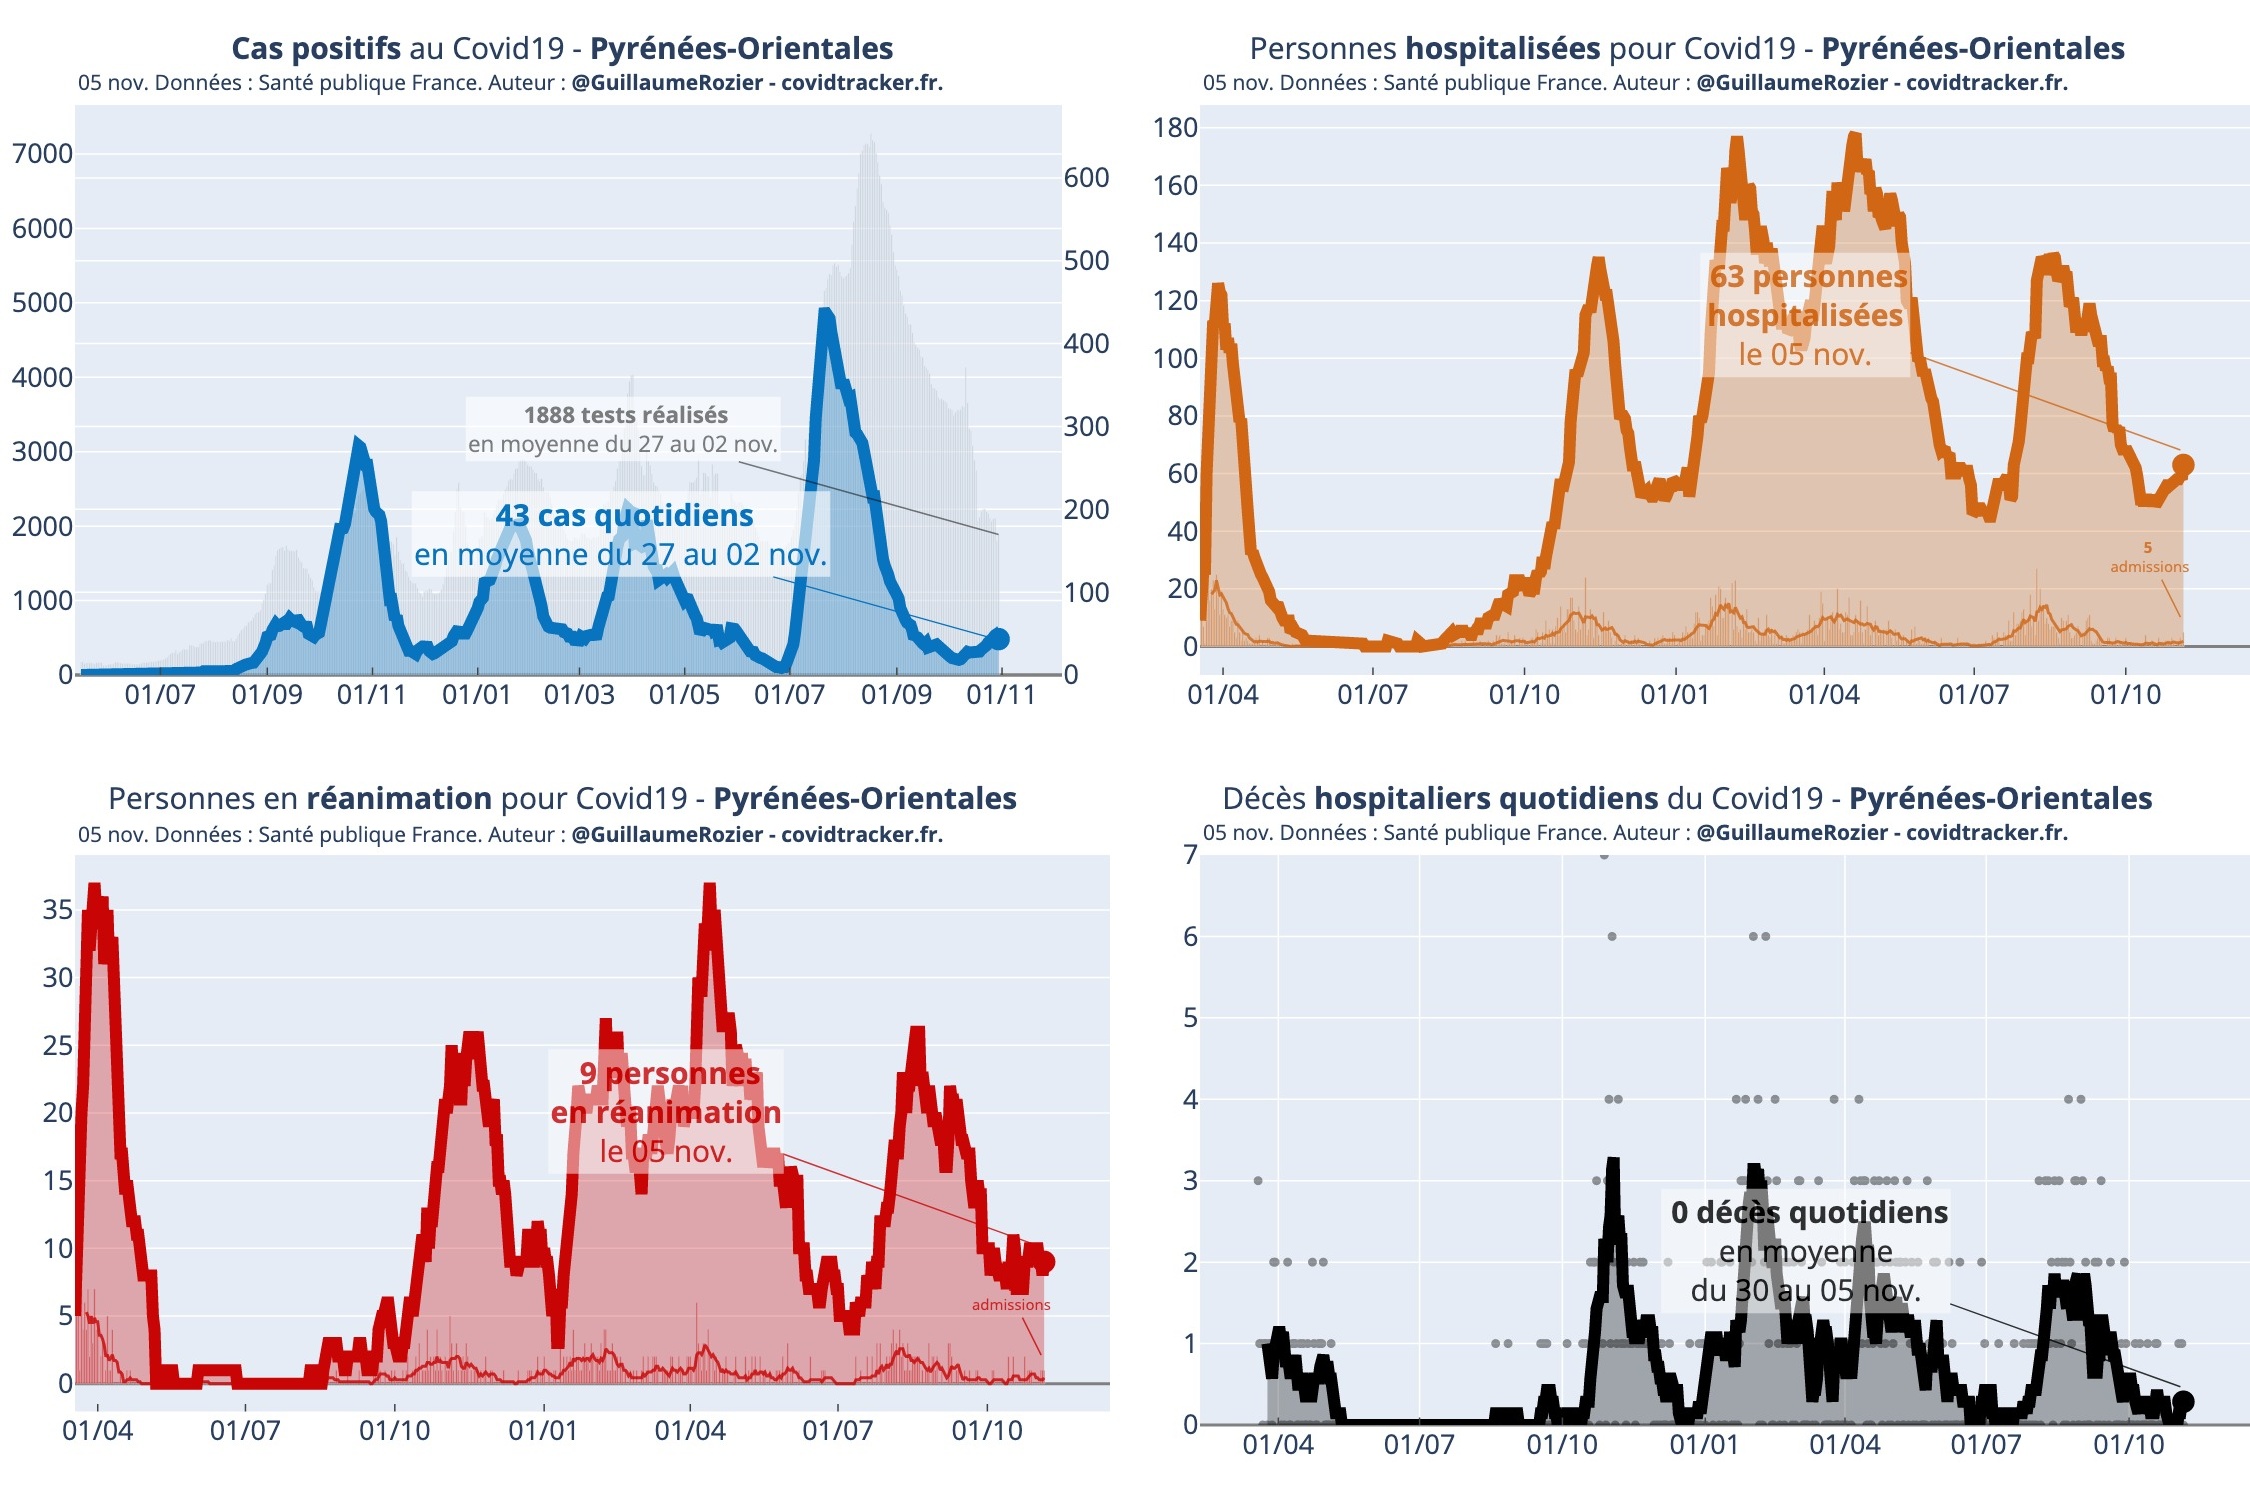 Cas positifs au Covid19 - Pyrénées-Orientales
05 nov. Données : Santé publique France. Auteur : @GuillaumeRozier - covidtracker.fr.
7000
6000
5000
4000
3000
2000
1000
0
600
500
400
300
200
100
0
1888 tests réalisés
en moyenne du 27 au 02 nov.
43 cas quotidiens
en moyenne du 27 au 02 nov.
01/07 01/09 01/11 01/01 01/03 01/05 01/07 01/09 01/11
Personnes hospitalisées pour Covid19 - Pyrénées-Orientales
05 nov. Données : Santé publique France. Auteur : @GuillaumeRozier - covidtracker.fr.
180
160
140
120
100
80
60
40
20
0
63 personnes
hospitalisées
le 05 nov.
5
admissions
01/04 01/07 01/10 01/01 01/04 01/07 01/10
Personnes en réanimation pour Covid19 - Pyrénées-Orientales
05 nov. Données : Santé publique France. Auteur : @GuillaumeRozier - covidtracker.fr.
35
30
25
20
15
10
5
0
9 personnes
en réanimation
le 05 nov.
admissions
01/04 01/07 01/10 01/01 01/04 01/07 01/10
Décès hospitaliers quotidiens du Covid19 - Pyrénées-Orientales
05 nov. Données : Santé publique France. Auteur : @GuillaumeRozier - covidtracker.fr.
7
6
5
4
3
2
1
0
0 décès quotidiens
en moyenne
du 30 au 05 nov.
01/04 01/07 01/10 01/01 01/04 01/07 01/10